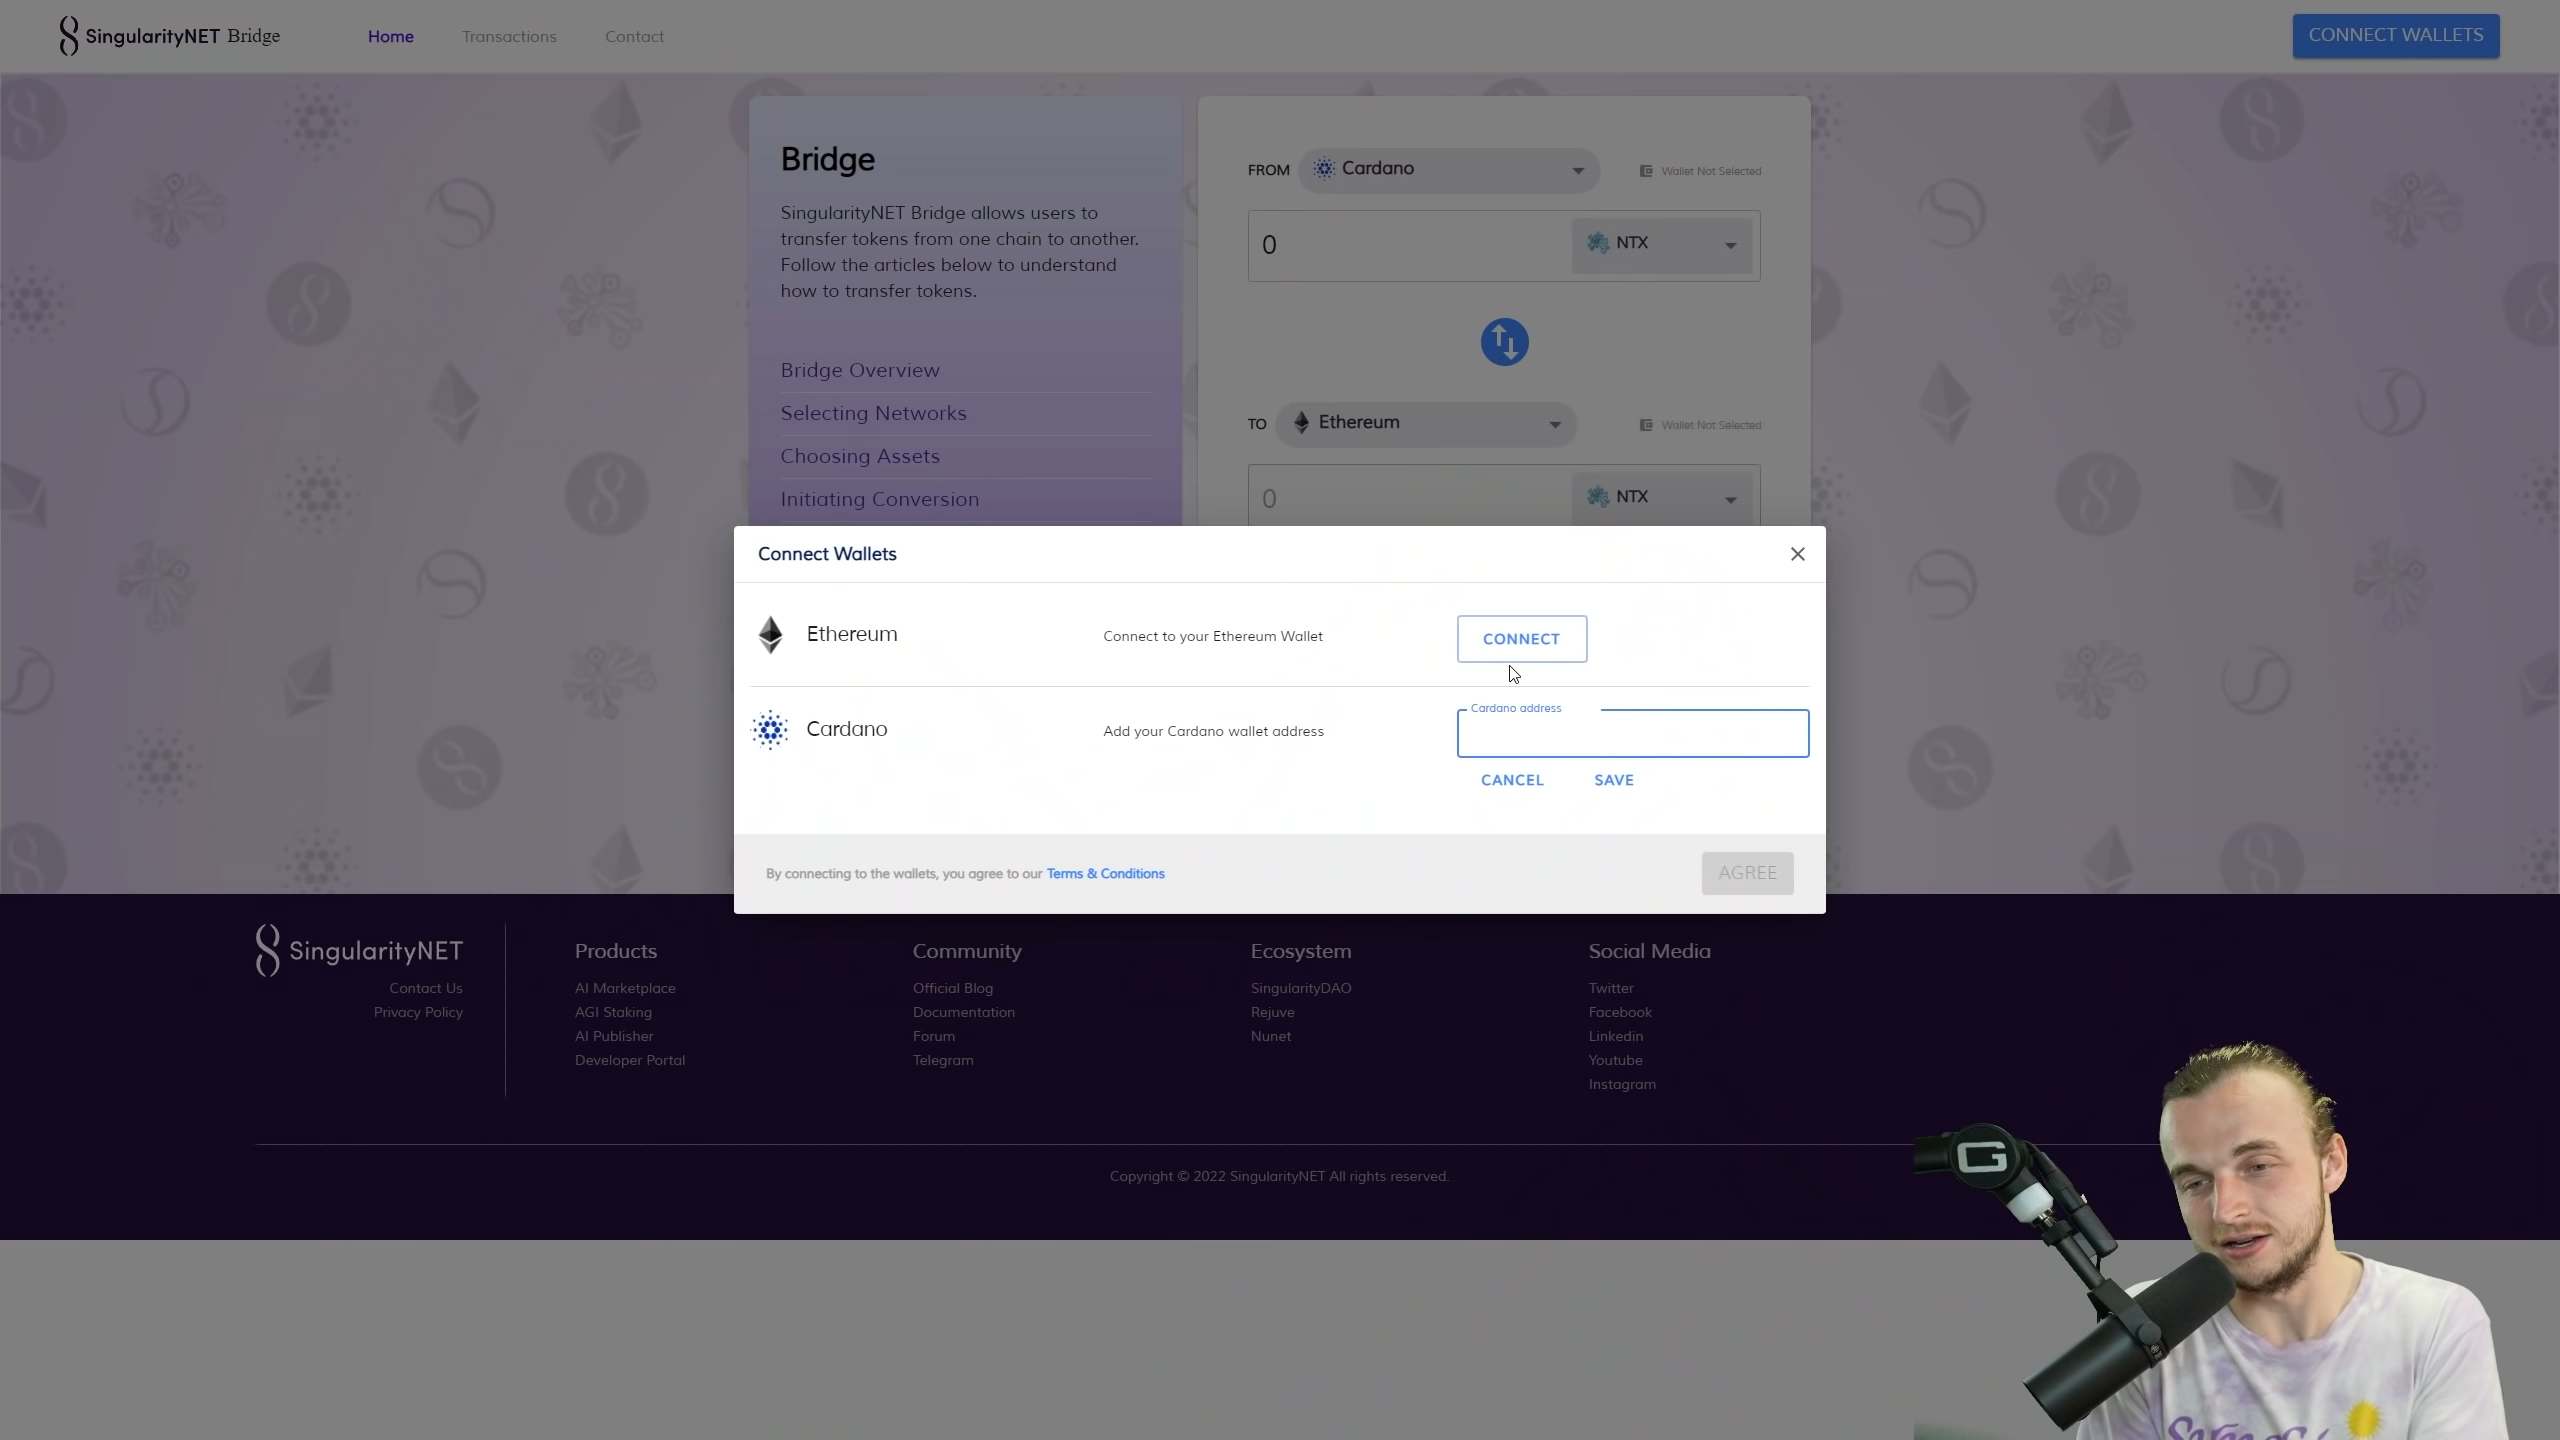 SingularityNET Bridge
Home
Transactions
Contact
CONNECT WALLETS
Bridge
SingularityNET Bridge allows users to
transfer tokens from one chain to another.
Follow the articles below to understand
how to transfer tokens.
Bridge Overview
Selecting Networks
Choosing Assets
Initiating Conversion
FROM
Cardano
Wallet Not Selected
0
NTX
TO
Ethereum
Wallet Not Selected
0
NTX
Connect Wallets
Ethereum
Connect to your Ethereum Wallet
CONNECT
Cardano
Add your Cardano wallet address
Cardano address
CANCEL
SAVE
By connecting to the wallets, you agree to our Terms & Conditions
AGREE
SingularityNET
Contact Us
Privacy Policy
Products
AI Marketplace
AGI Staking
AI Publisher
Developer Portal
Community
Official Blog
Documentation
Forum
Telegram
Ecosystem
SingularityDAO
Rejuve
Nunet
Social Media
Twitter
Facebook
Linkedin
Youtube
Instagram
Copyright © 2022 SingularityNET All rights reserved.
G